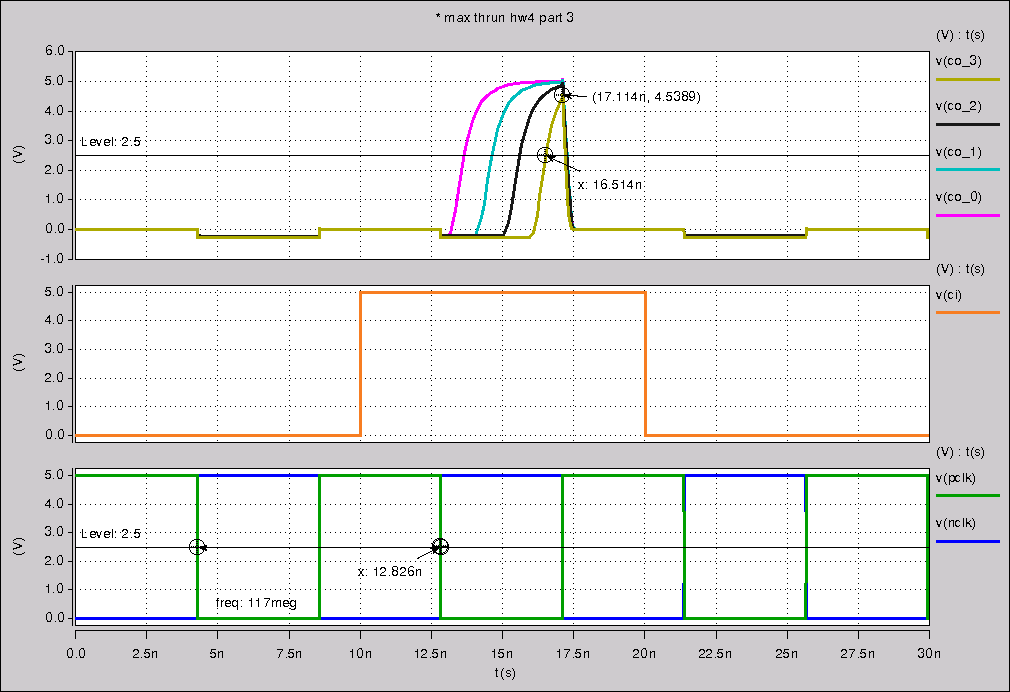 * max thrun hw4 part 3
(V) : t(s)
6.0
5.0
4.0
3.0
2.0
1.0
0.0
-1.0
(V)
Level: 2.5
(17.114n, 4.5389)
x: 16.514n
v(co_3)
v(co_2)
v(co_1)
v(co_0)
(V) : t(s)
5.0
4.0
3.0
2.0
1.0
0.0
(V)
v(ci)
(V) : t(s)
5.0
4.0
3.0
2.0
1.0
0.0
(V)
Level: 2.5
x: 12.826n
freq: 117meg
v(pclk)
v(nclk)
0.0 2.5n 5n 7.5n 10n 12.5n 15n 17.5n 20n 22.5n 25n 27.5n 30n
t(s)